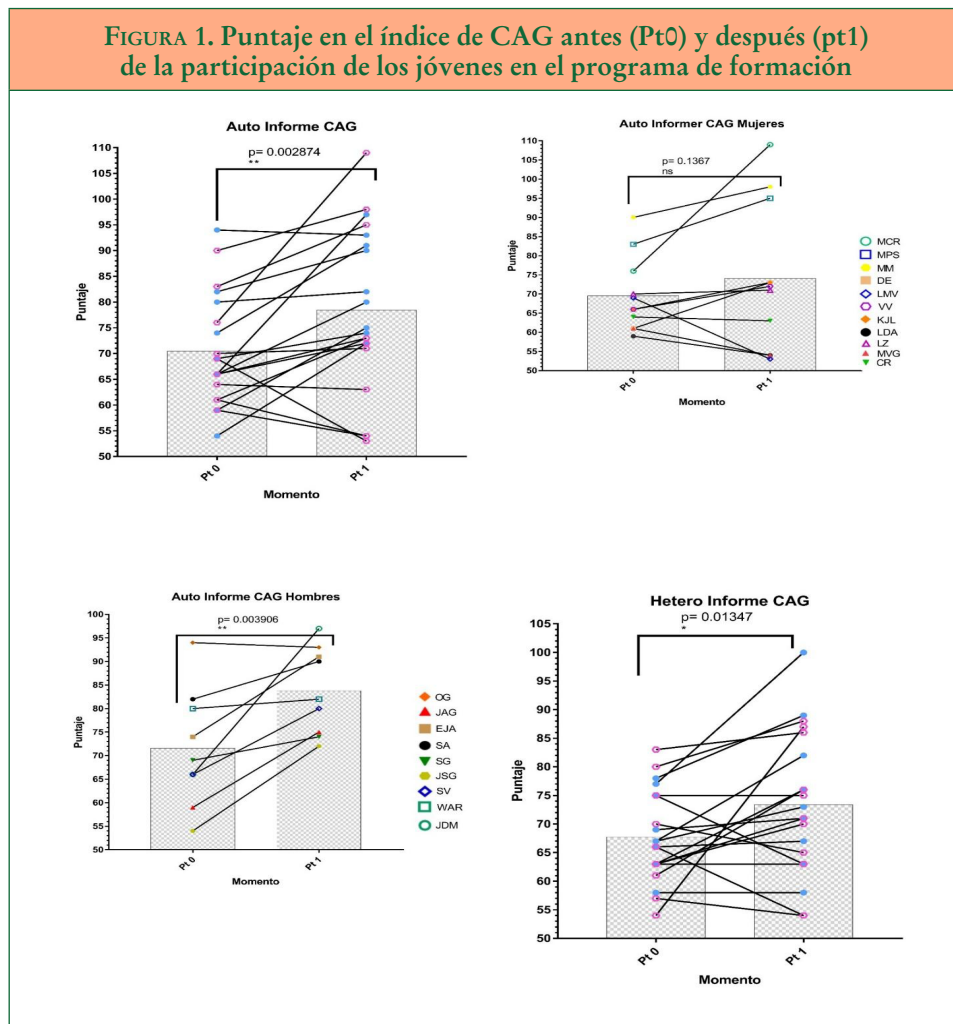 FIGURA 1. Puntaje en el índice de CAG antes (Pt0) y después (pt1)
de la participación de los jóvenes en el programa de formación
Auto Informe CAG
p= 0.002874
**
Puntaje
110
105
100
95
90
85
80
75
70
65
60
55
50
Pt 0
Pt 1
Momento
Auto Informer CAG Mujeres
p= 0.1367
ns
Puntaje
110
105
100
95
90
85
80
75
70
65
60
55
50
Pt 0
Pt 1
Momento
MCR
MPS
MM
DE
LMV
VV
KJL
LDA
LZ
MVG
CR
Auto Informe CAG Hombres
p= 0.003906
**
Puntaje
100
95
90
85
80
75
70
65
60
55
50
Pt 0
Pt 1
Momento
OG
JAG
EJA
SA
SG
JSG
SV
WAR
JDM
Hetero Informe CAG
p= 0.01347
*
Puntaje
105
100
95
90
85
80
75
70
65
60
55
50
Pt 0
Pt 1
Momento